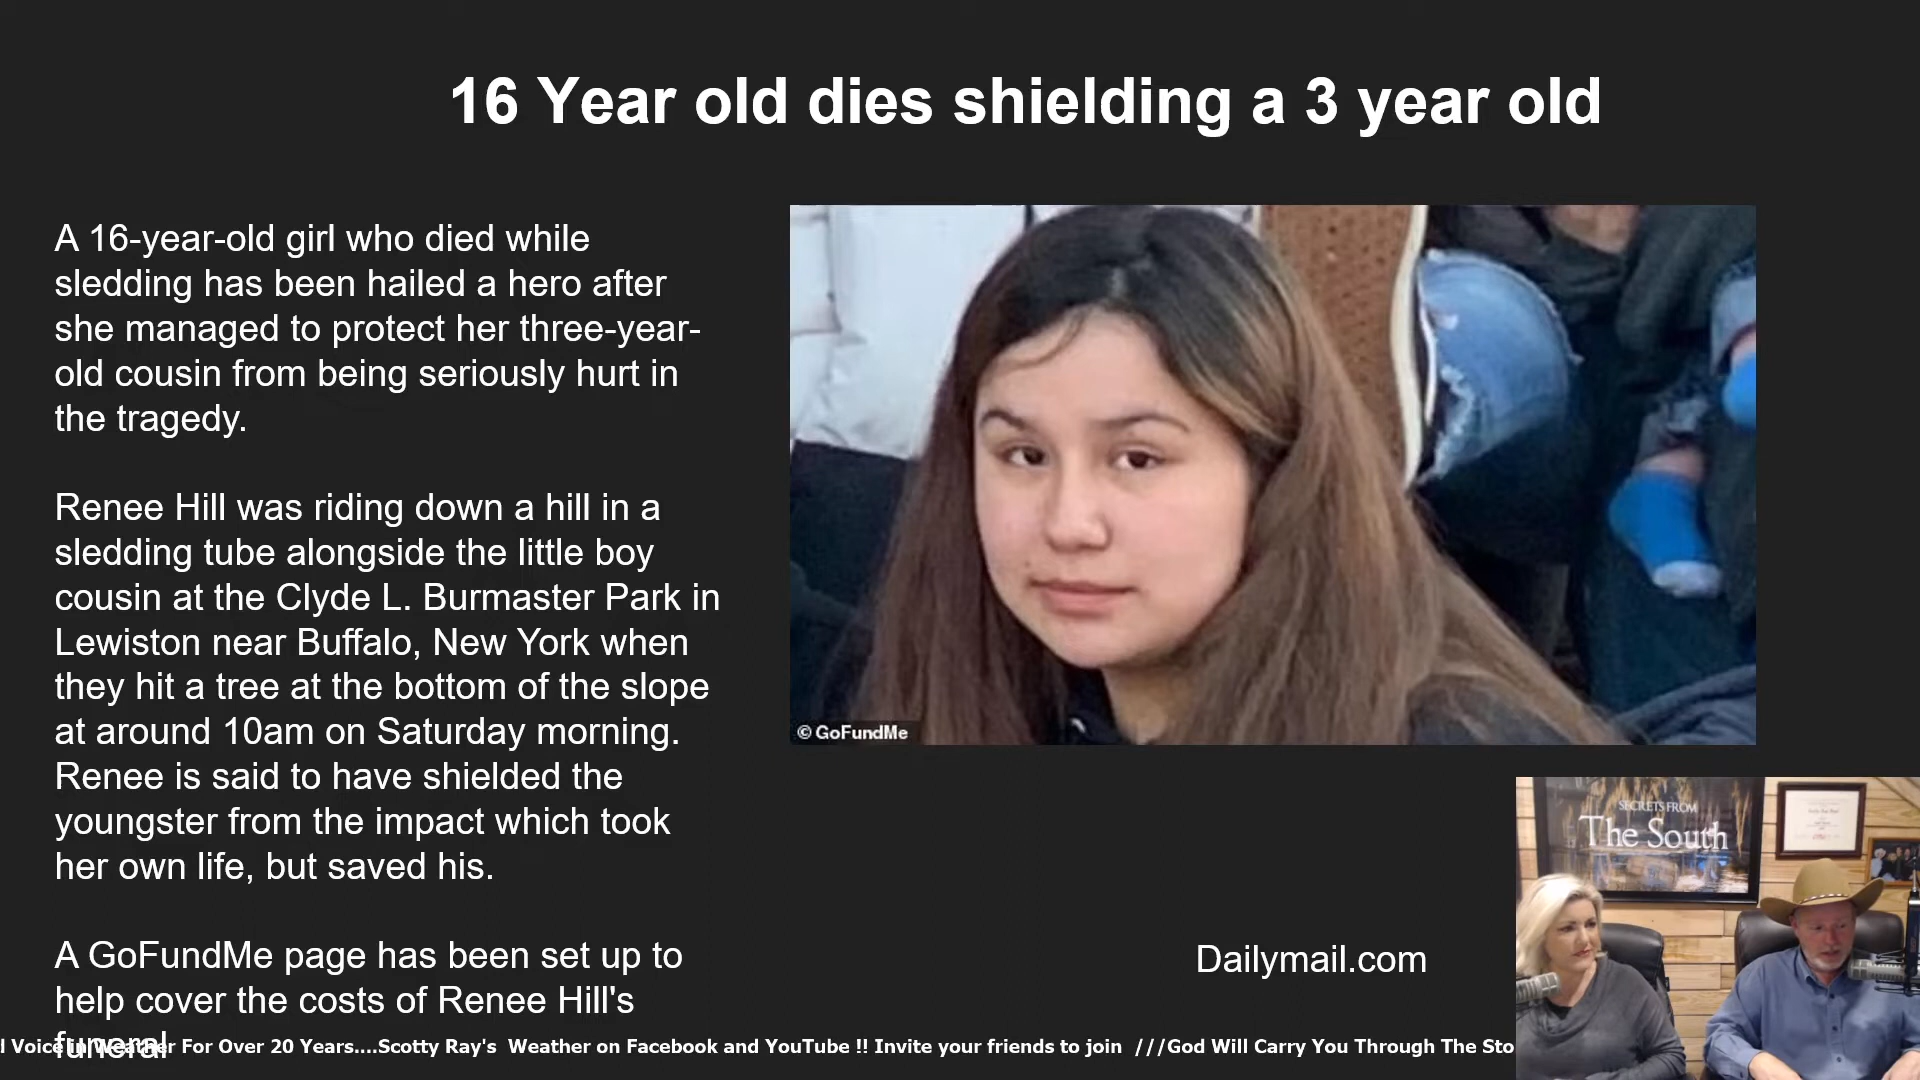 16 Year old dies shielding a 3 year old
A 16-year-old girl who died while
sledding has been hailed a hero after
she managed to protect her three-year-
old cousin from being seriously hurt in
the tragedy.
Renee Hill was riding down a hill in a
sledding tube alongside the little boy
cousin at the Clyde L. Burmaster Park in
Lewiston near Buffalo, New York when
they hit a tree at the bottom of the slope
at around 10am on Saturday morning.
Renee is said to have shielded the
youngster from the impact which took
her own life, but saved his.
A GoFundMe page has been set up to
help cover the costs of Renee Hill's
funeral
© GoFundMe
Dailymail.com
SECRETS FROM
The South
Voice in Weather For Over 20 Years....Scotty Ray's Weather on Facebook and YouTube !! Invite your friends to join ///God Will Carry You Through The Sto